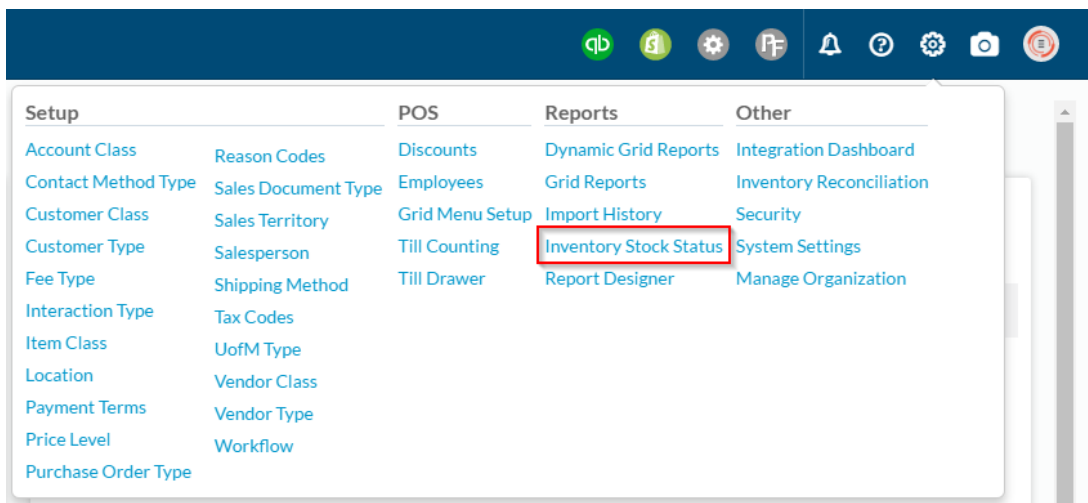 qb
S
PF
Setup
Account Class
Contact Method Type
Customer Class
Customer Type
Fee Type
Interaction Type
Item Class
Location
Payment Terms
Price Level
Purchase Order Type
Reason Codes
Sales Document Type
Sales Territory
Salesperson
Shipping Method
Tax Codes
UofM Type
Vendor Class
Vendor Type
Workflow
POS
Discounts
Employees
Grid Menu Setup
Till Counting
Till Drawer
Reports
Dynamic Grid Reports
Grid Reports
Import History
Inventory Stock Status
Report Designer
Other
Integration Dashboard
Inventory Reconciliation
Security
System Settings
Manage Organization